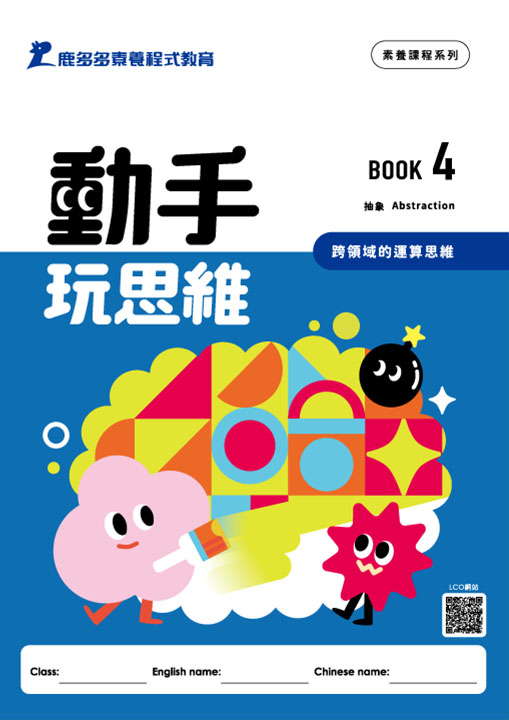 鹿多多素養程式教育
素養課程系列
動手
玩思維
BOOK 4
抽象 Abstraction
跨領域的運算思維
LCO網站
Class:
English name:
Chinese name: